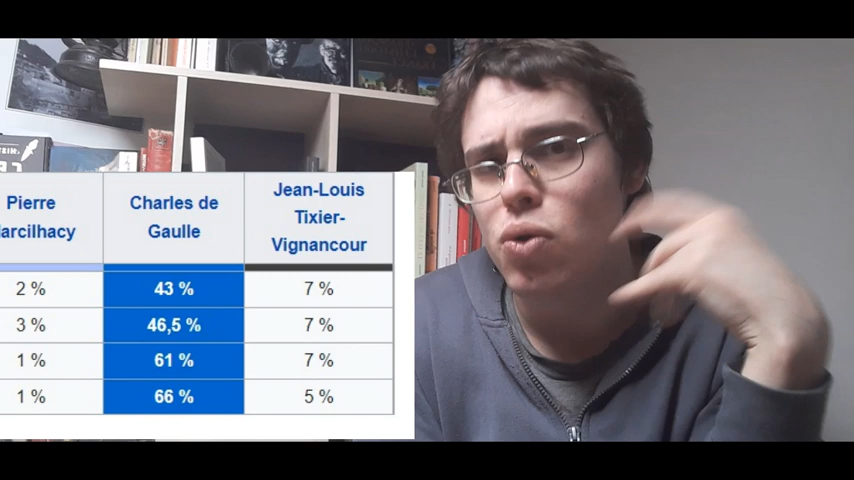 Pierre
arcilhacy
Charles de
Gaulle
Jean-Louis
Tixier-
Vignancour
2 % 43 % 7 %
3 % 46,5 % 7 %
1 % 61 % 7 %
1 % 66 % 5 %